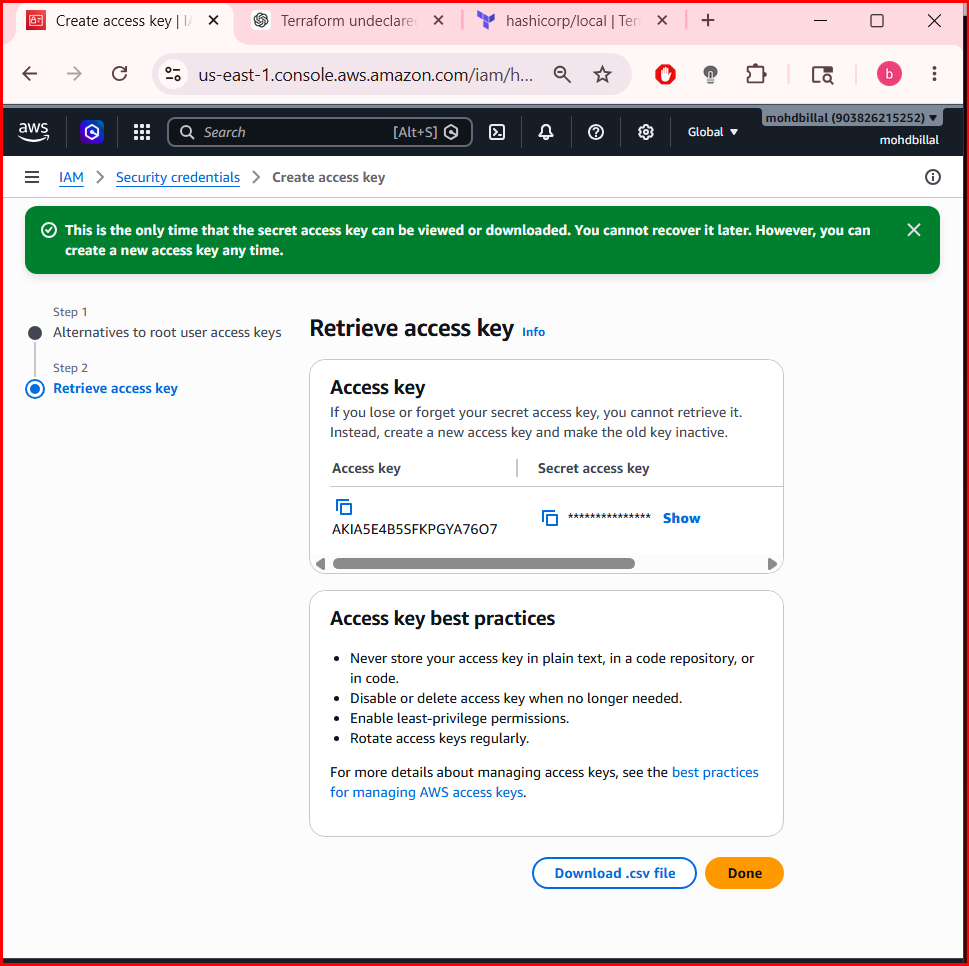 Create access key | IA
Terraform undeclared
hashicorp/local | Terr
us-east-1.console.aws.amazon.com/iam/h...
b
aws
Search
[Alt+S]
Global
mohdbillal (903826215252)
mohdbillal
IAM
Security credentials
Create access key
This is the only time that the secret access key can be viewed or downloaded. You cannot recover it later. However, you can
create a new access key any time.
Step 1
Alternatives to root user access keys
Step 2
Retrieve access key
Retrieve access key Info
Access key
If you lose or forget your secret access key, you cannot retrieve it.
Instead, create a new access key and make the old key inactive.
Access key
Secret access key
AKIA5E4B5SFKPGYA76O7
*************** Show
Access key best practices
• Never store your access key in plain text, in a code repository, or
in code.
• Disable or delete access key when no longer needed.
• Enable least-privilege permissions.
• Rotate access keys regularly.
For more details about managing access keys, see the best practices
for managing AWS access keys.
Download .csv file
Done